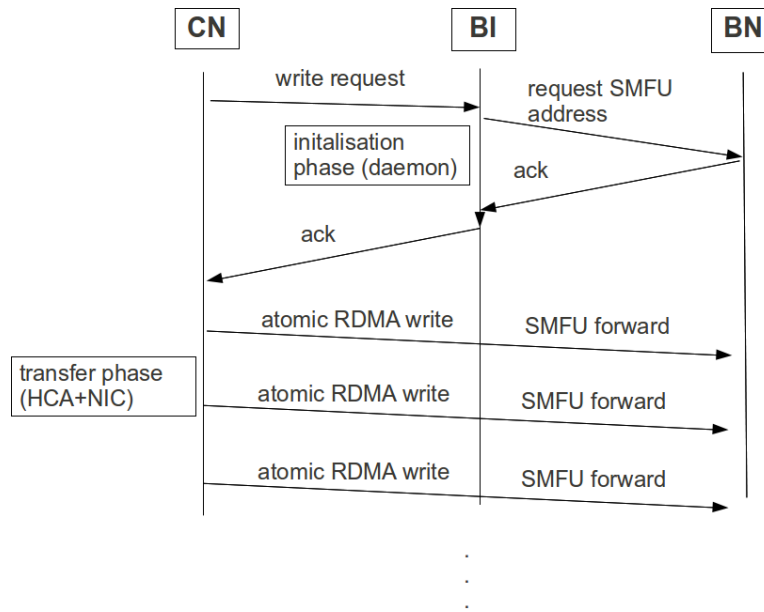 CN
BI
BN
write request
request SMFU
address
initalisation
phase (daemon)
ack
ack
atomic RDMA write
SMFU forward
transfer phase
(HCA+NIC)
atomic RDMA write
SMFU forward
atomic RDMA write
SMFU forward
.
.
.